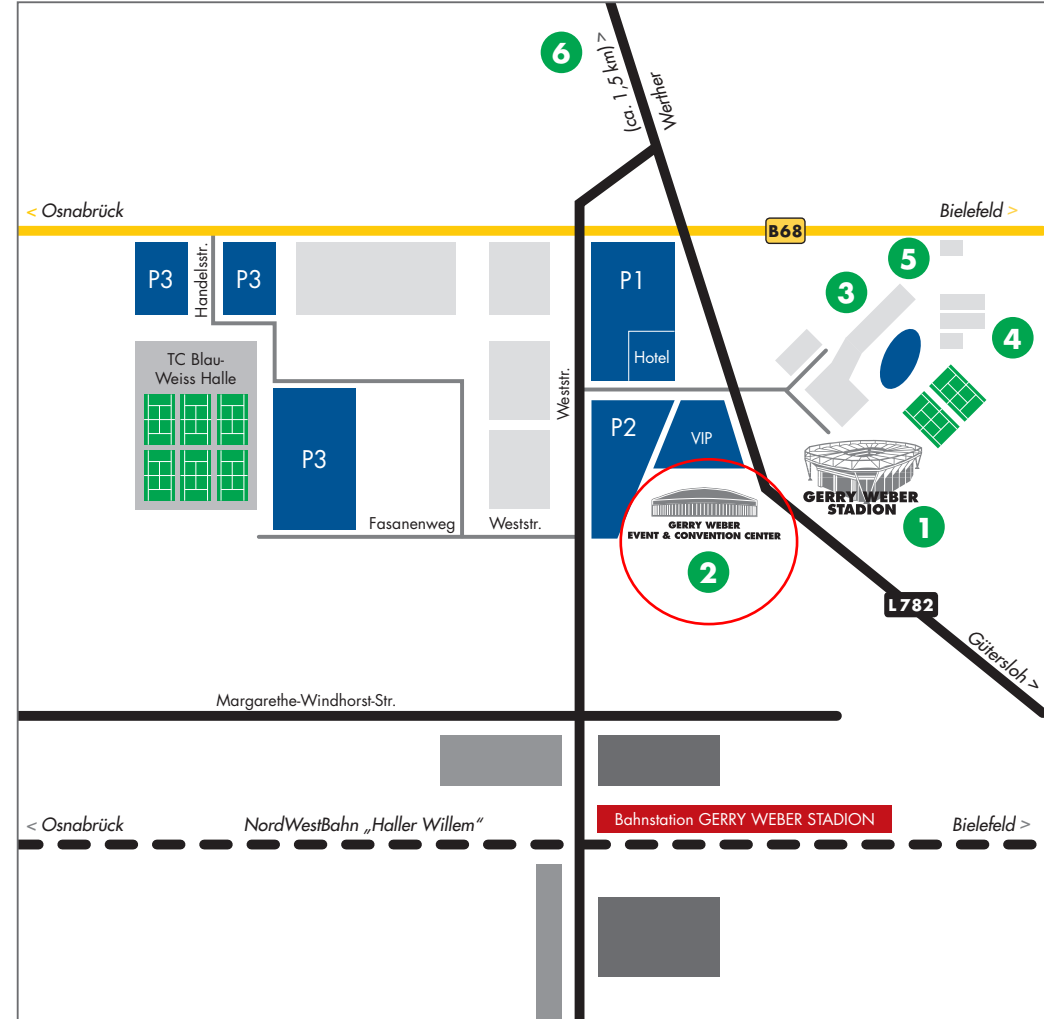 6
(ca. 1,5 km) >
Werther
< Osnabrück
Bielefeld >
B68
P3
Handelsstr.
P3
P1
5
3
4
TC Blau-
Weiss Halle
Hotel
Weststr.
P2
VIP
P3
GERRY WEBER
STADION
1
Fasanenweg
Weststr.
GERRY WEBER
EVENT & CONVENTION CENTER
2
L 782
Gütersloh >
Margarethe-Windhorst-Str.
< Osnabrück
NordWestBahn „Haller Willem“
Bahnstation GERRY WEBER STADION
Bielefeld >